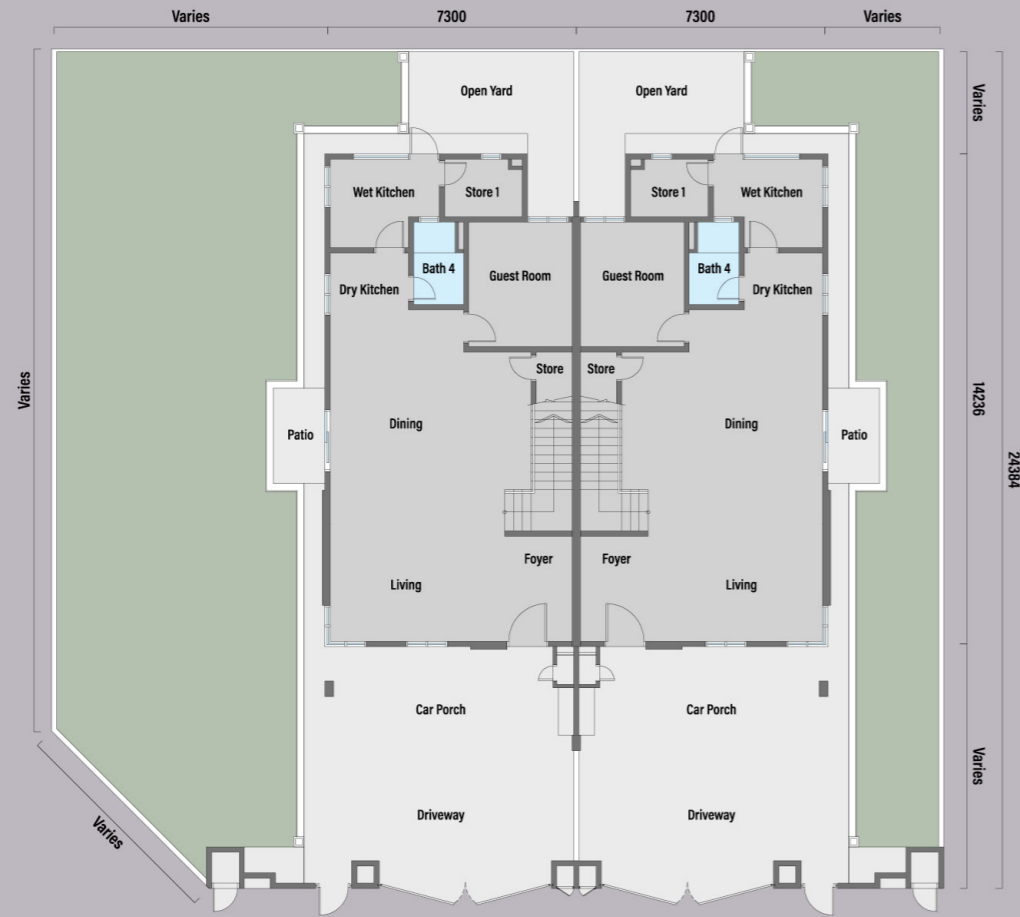 Varies
7300
7300
Varies
Open Yard
Open Yard
Varies
Wet Kitchen
Store 1
Store 1
Wet Kitchen
Bath 4
Guest Room
Guest Room
Bath 4
Dry Kitchen
Dry Kitchen
Store
Store
Varies
14236
Dining
Dining
Patio
Patio
24384
Foyer
Foyer
Living
Living
Car Porch
Car Porch
Varies
Driveway
Driveway
Varies